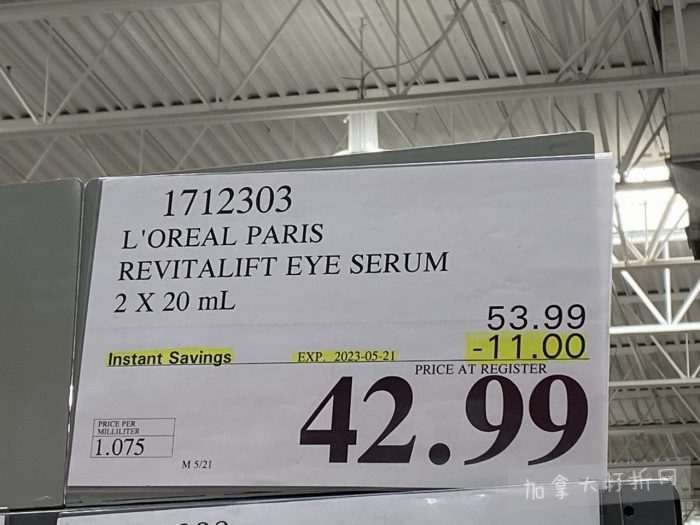 1712303
L'OREAL PARIS
REVITALIFT EYE SERUM
2 X 20 mL
53.99
Instant Savings EXP. 2023-05-21 -11.00
PRICE AT REGISTER
42.99
PRICE PER
MILLILITER
1.075
M 5/21
加拿大好折网